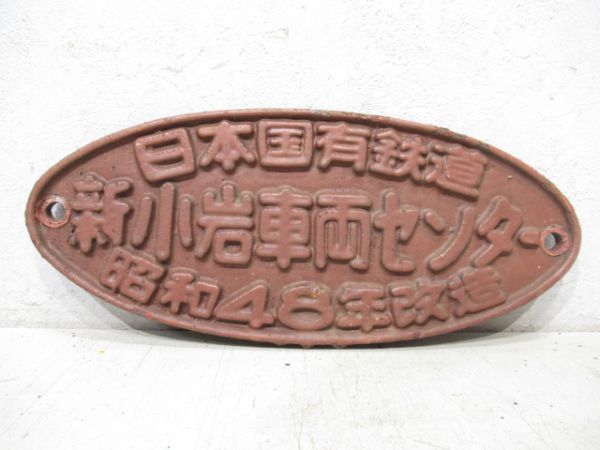 日本国有鉄道
新小岩車両センター
昭和48年改造